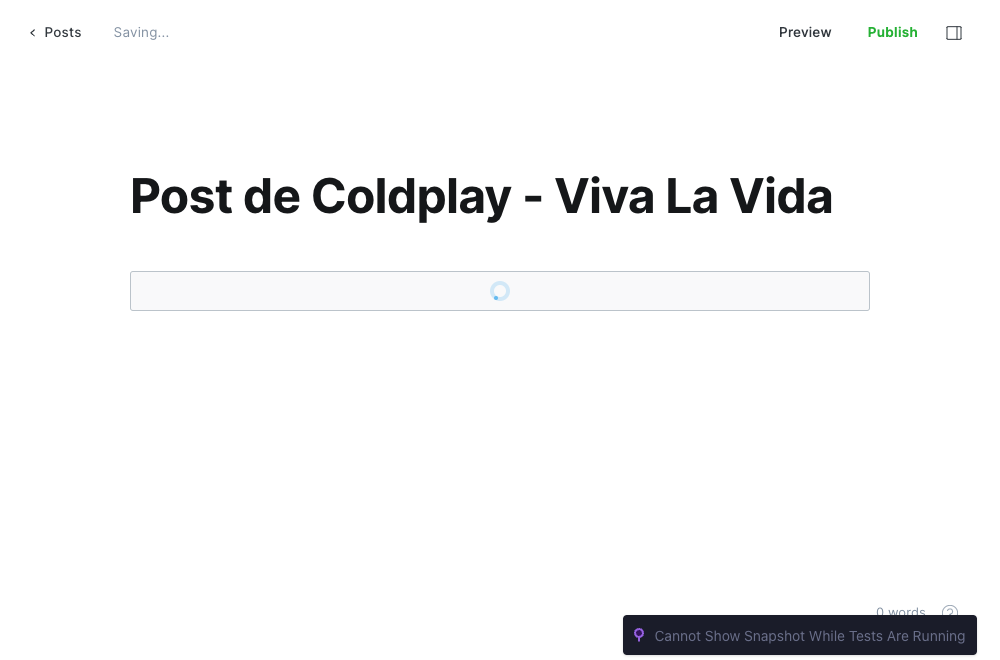 Posts
Saving...
Preview
Publish
Post de Coldplay - Viva La Vida
0 words
?
Cannot Show Snapshot While Tests Are Running